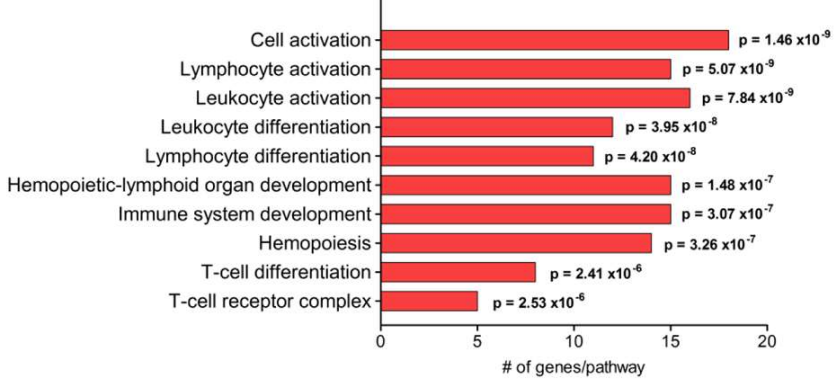 Cell activation p = 1.46 x10⁻⁹
Lymphocyte activation p = 5.07 x10⁻⁹
Leukocyte activation p = 7.84 x10⁻⁹
Leukocyte differentiation p = 3.95 x10⁻⁸
Lymphocyte differentiation p = 4.20 x10⁻⁸
Hemopoietic-lymphoid organ development p = 1.48 x10⁻⁷
Immune system development p = 3.07 x10⁻⁷
Hemopoiesis p = 3.26 x10⁻⁷
T-cell differentiation p = 2.41 x10⁻⁶
T-cell receptor complex p = 2.53 x10⁻⁶
0 5 10 15 20
# of genes/pathway